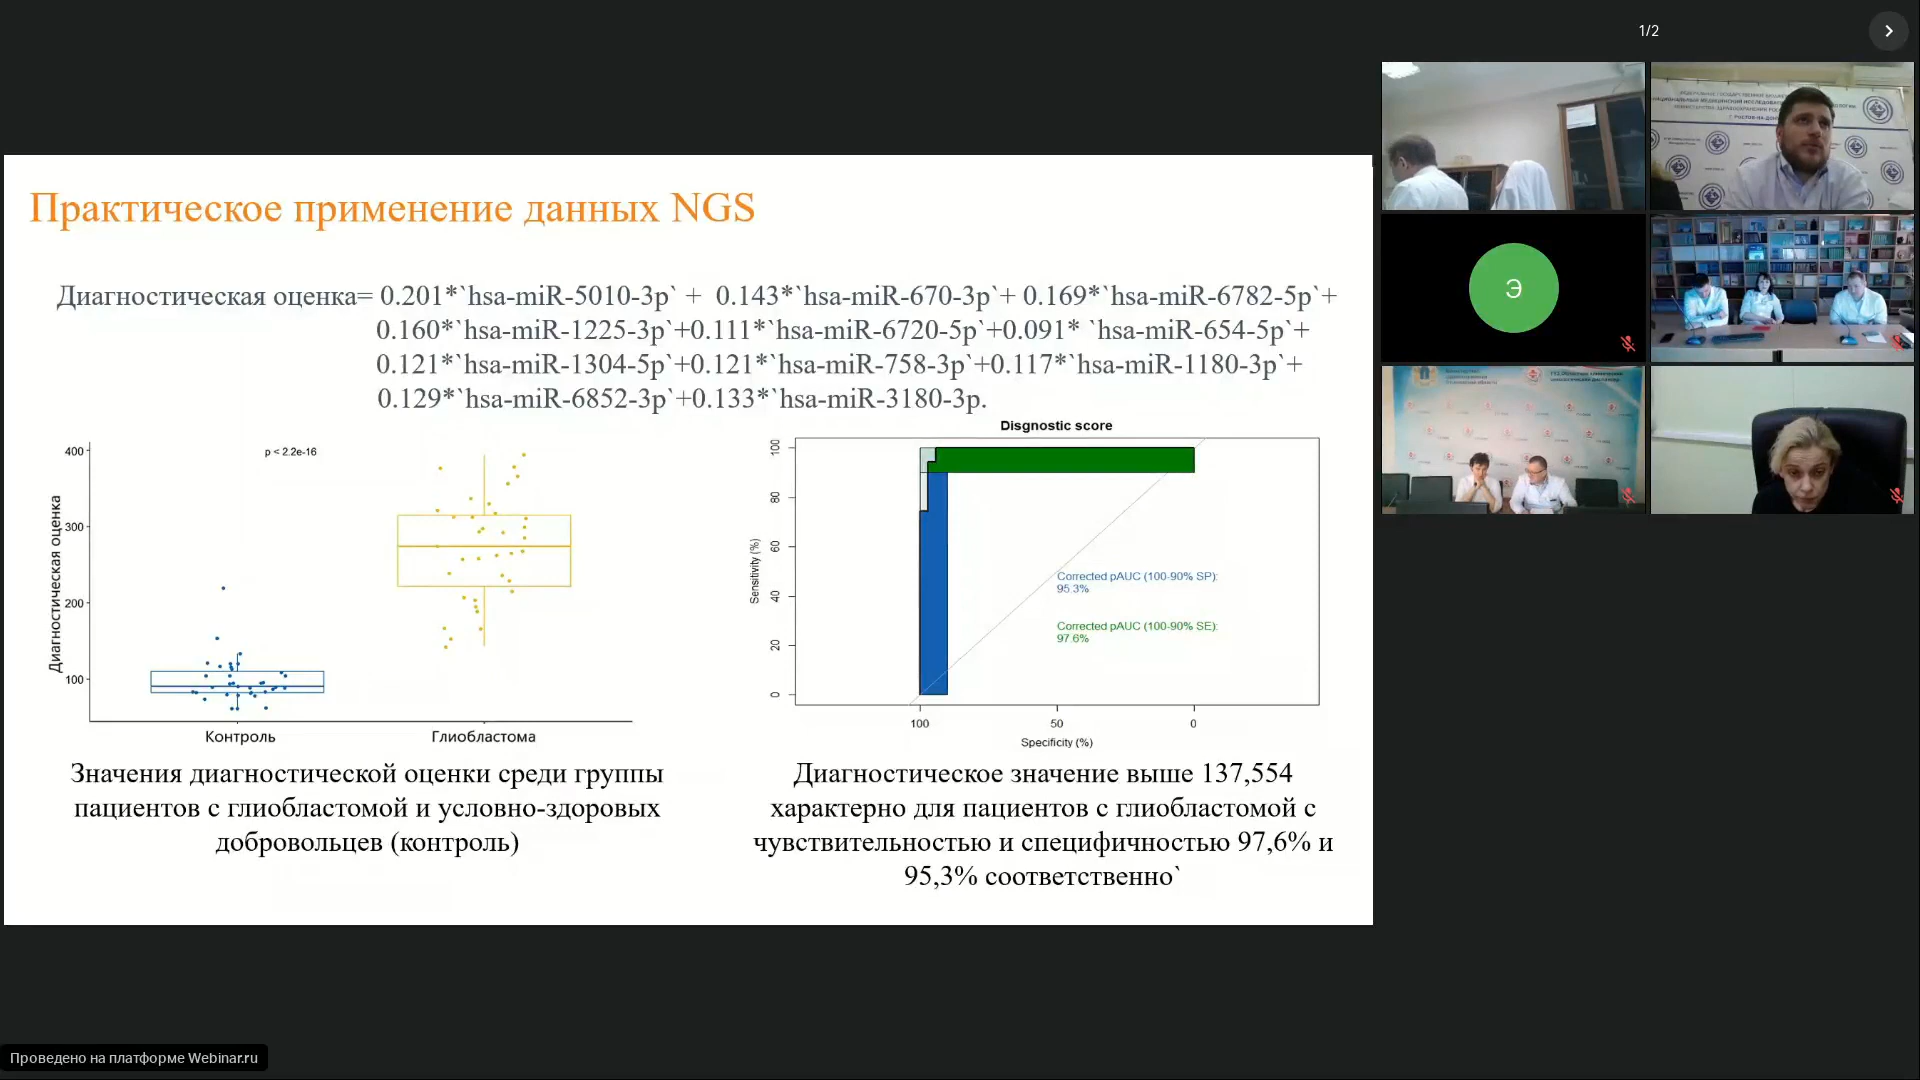 1/2
Практическое применение данных NGS
Диагностическая оценка= 0.201*`hsa-miR-5010-3p` + 0.143*`hsa-miR-670-3p`+ 0.169*`hsa-miR-6782-5p`+
0.160*`hsa-miR-1225-3p`+0.111*`hsa-miR-6720-5p`+0.091* `hsa-miR-654-5p`+
0.121*`hsa-miR-1304-5p`+0.121*`hsa-miR-758-3p`+0.117*`hsa-miR-1180-3p`+
0.129*`hsa-miR-6852-3p`+0.133*`hsa-miR-3180-3p.
Диагностическая оценка
400
300
200
100
p < 2.2e-16
Контроль
Глиобластома
Disgnostic score
Sensitivity (%)
100
80
60
40
20
0
Corrected pAUC (100-90% SP):
95.3%
Corrected pAUC (100-90% SE):
97.6%
100
50
0
Specificity (%)
Значения диагностической оценки среди группы
пациентов с глиобластомой и условно-здоровых
добровольцев (контроль)
Диагностическое значение выше 137,554
характерно для пациентов с глиобластомой с
чувствительностью и специфичностью 97,6% и
95,3% соответственно`
Э
Проведено на платформе Webinar.ru